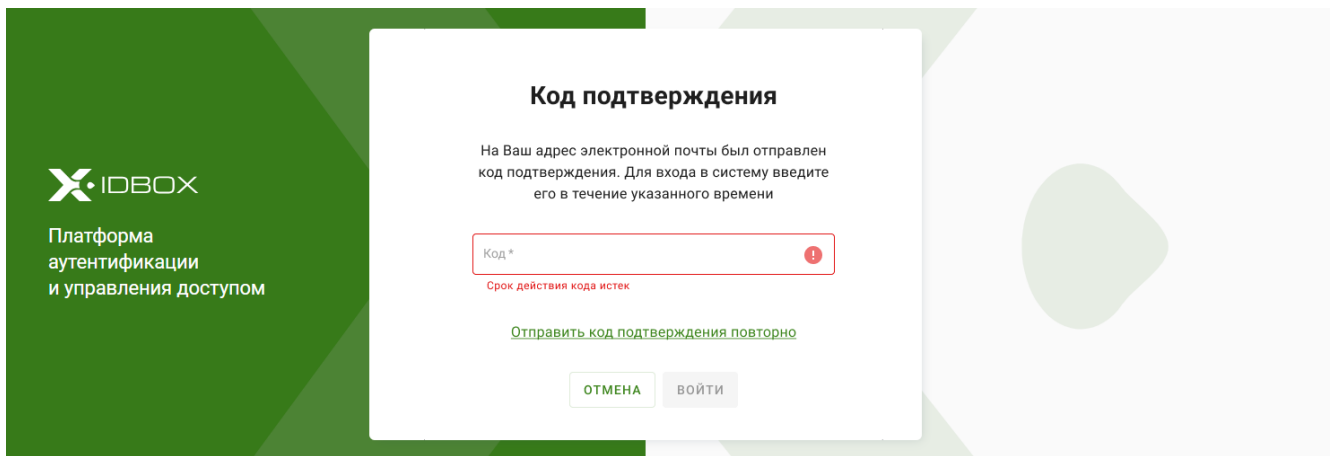 IDBOX
Платформа
аутентификации
и управления доступом
Код подтверждения
На Ваш адрес электронной почты был отправлен
код подтверждения. Для входа в систему введите
его в течение указанного времени
Код *
Срок действия кода истек
Отправить код подтверждения повторно
ОТМЕНА
ВОЙТИ